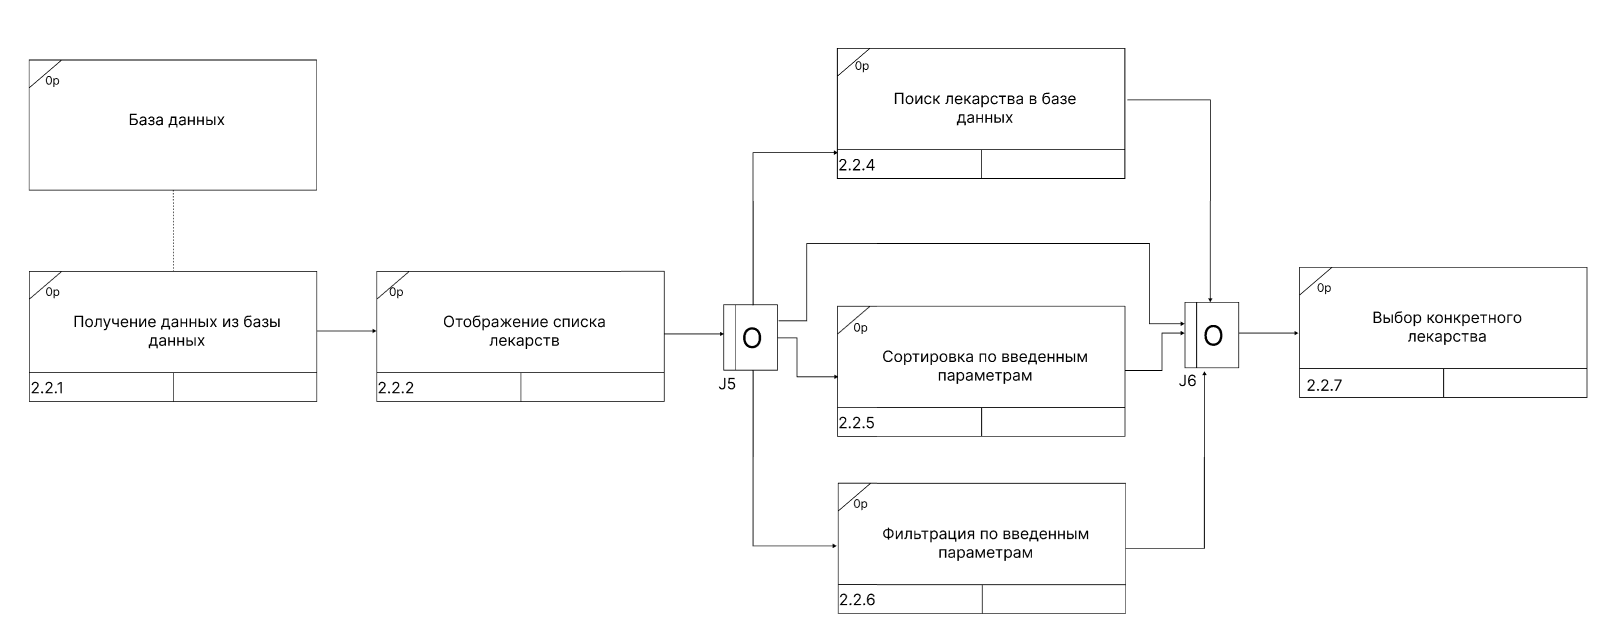 0р
База данных
0р
Получение данных из базы
данных
2.2.1
0р
Отображение списка
лекарств
2.2.2
O
J5
0р
Поиск лекарства в базе
данных
2.2.4
0р
Сортировка по введенным
параметрам
2.2.5
0р
Фильтрация по введенным
параметрам
2.2.6
O
J6
0р
Выбор конкретного
лекарства
2.2.7